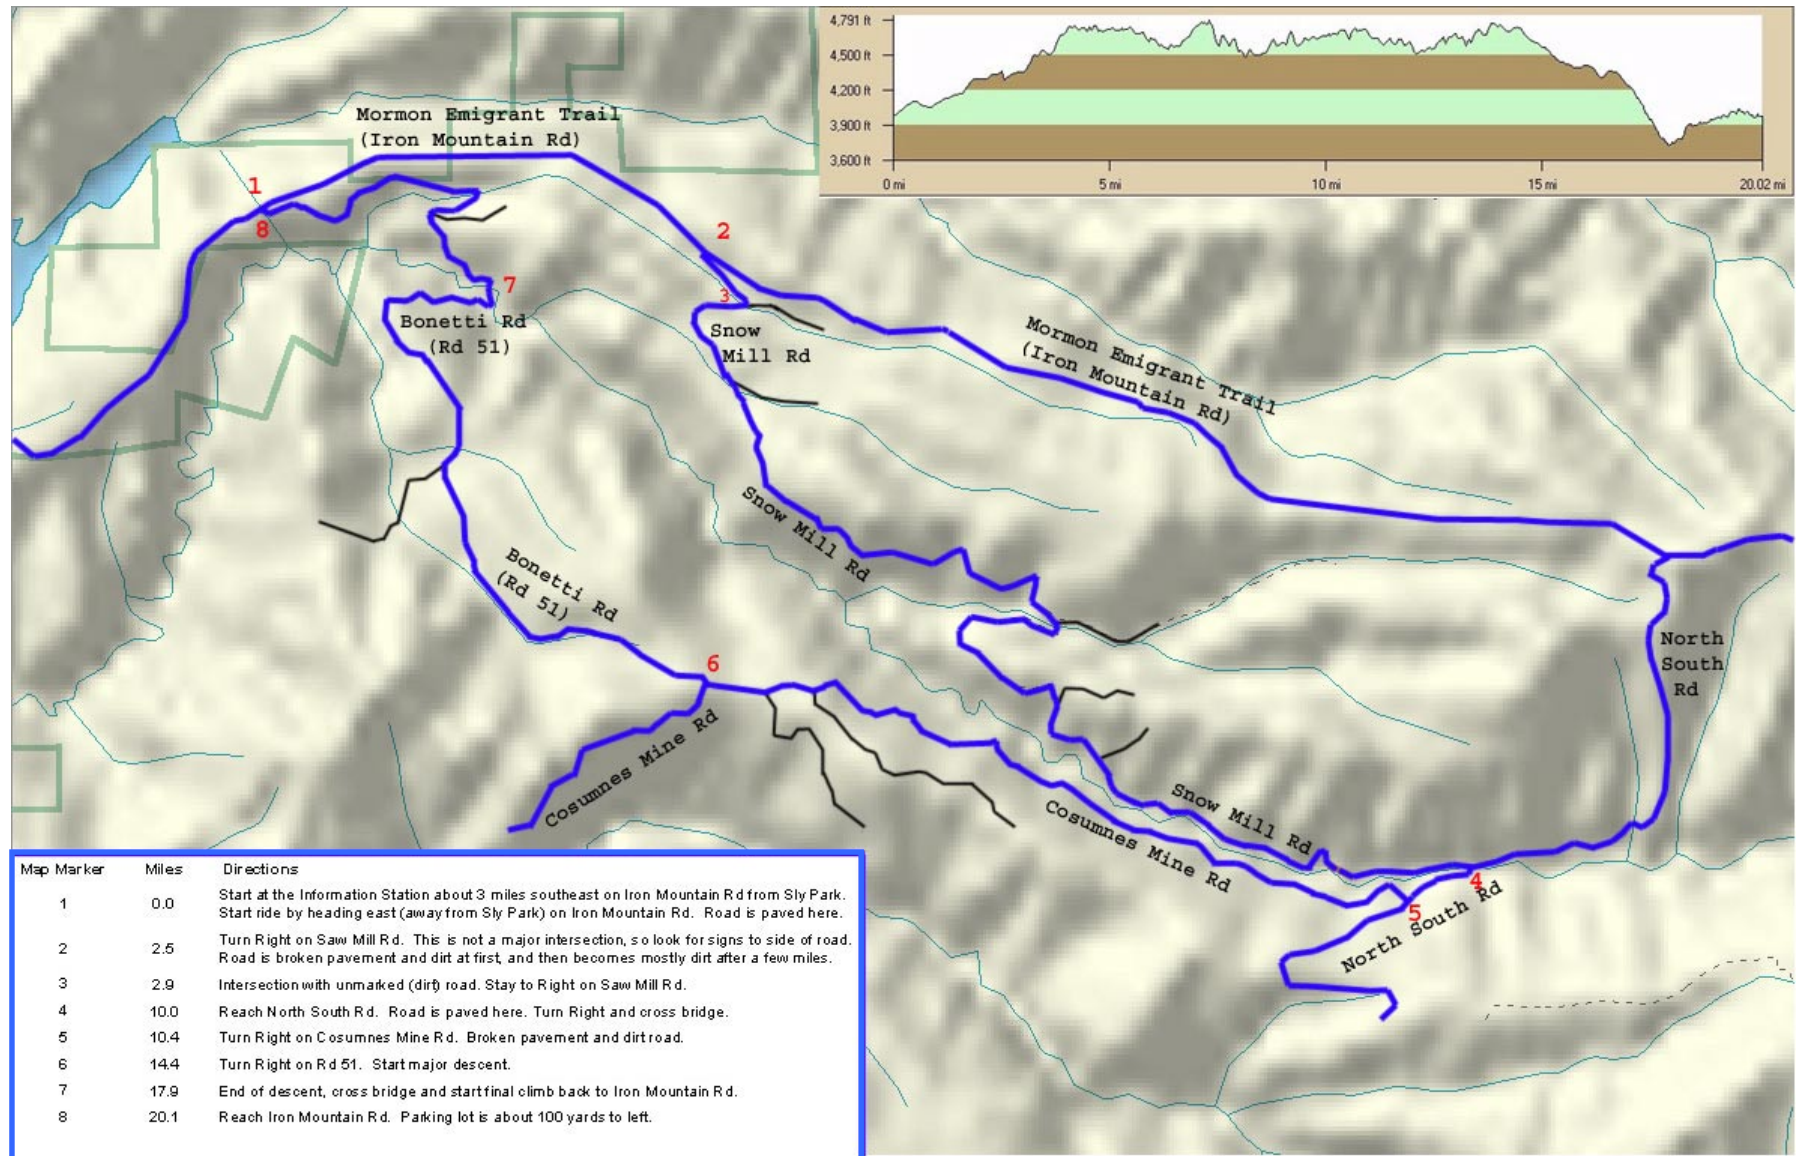 4,791 ft
4,500 ft
4,200 ft
3,900 ft
3,600 ft
0 mi
5 mi
10 mi
15 mi
20.02 mi
Mormon Emigrant Trail
(Iron Mountain Rd)
1
8
2
3
7
Bonetti Rd
(Rd 51)
Snow
Mill Rd
Mormon Emigrant Trail
(Iron Mountain Rd)
Snow Mill Rd
Bonetti Rd
(Rd 51)
North
South
Rd
6
Cosumnes Mine Rd
Snow Mill Rd
Cosumnes Mine Rd
4
5
North South Rd
Map Marker Miles Directions
1 0.0 Start at the Information Station about 3 miles southeast on Iron Mountain Rd from Sly Park.
Start ride by heading east (away from Sly Park) on Iron Mountain Rd. Road is paved here.
2 2.5 Turn Right on Saw Mill Rd. This is not a major intersection, so look for signs to side of road.
Road is broken pavement and dirt at first, and then becomes mostly dirt after a few miles.
3 2.9 Intersection with unmarked (dirt) road. Stay to Right on Saw Mill Rd.
4 10.0 Reach North South Rd. Road is paved here. Turn Right and cross bridge.
5 10.4 Turn Right on Cosumnes Mine Rd. Broken pavement and dirt road.
6 14.4 Turn Right on Rd 51. Start major descent.
7 17.9 End of descent, cross bridge and start final climb back to Iron Mountain Rd.
8 20.1 Reach Iron Mountain Rd. Parking lot is about 100 yards to left.